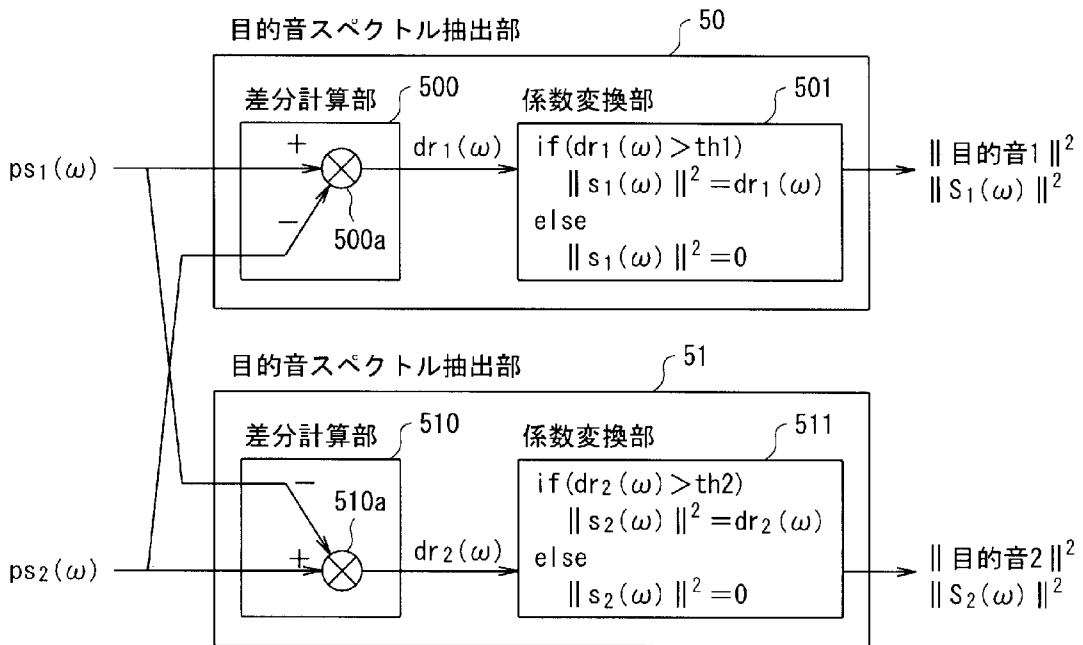 目的音スペクトル抽出部
50
差分計算部
500
係数変換部
501
ps₁(ω)
+
−
500a
dr₁(ω)
if(dr₁(ω)>th1)
‖s₁(ω)‖²=dr₁(ω)
else
‖s₁(ω)‖²=0
‖目的音1‖²
‖S₁(ω)‖²
目的音スペクトル抽出部
51
差分計算部
510
係数変換部
511
ps₂(ω)
−
+
510a
dr₂(ω)
if(dr₂(ω)>th2)
‖s₂(ω)‖²=dr₂(ω)
else
‖s₂(ω)‖²=0
‖目的音2‖²
‖S₂(ω)‖²